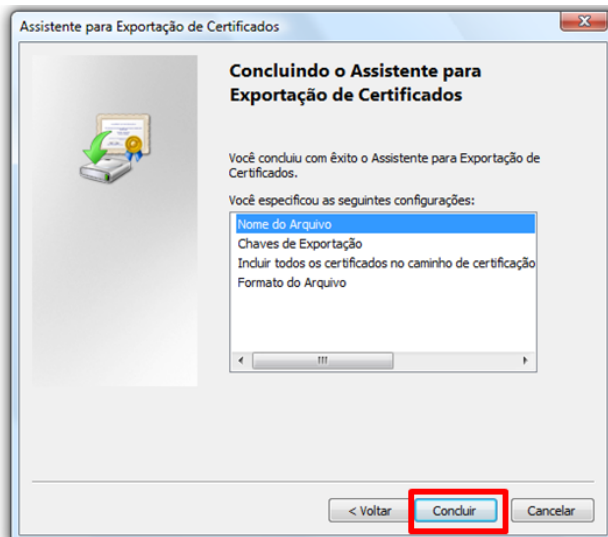 Assistente para Exportação de Certificados
Concluindo o Assistente para
Exportação de Certificados
Você concluiu com êxito o Assistente para Exportação de
Certificados.
Você especificou as seguintes configurações:
Nome do Arquivo
Chaves de Exportação
Incluir todos os certificados no caminho de certificação
Formato do Arquivo
< Voltar
Concluir
Cancelar